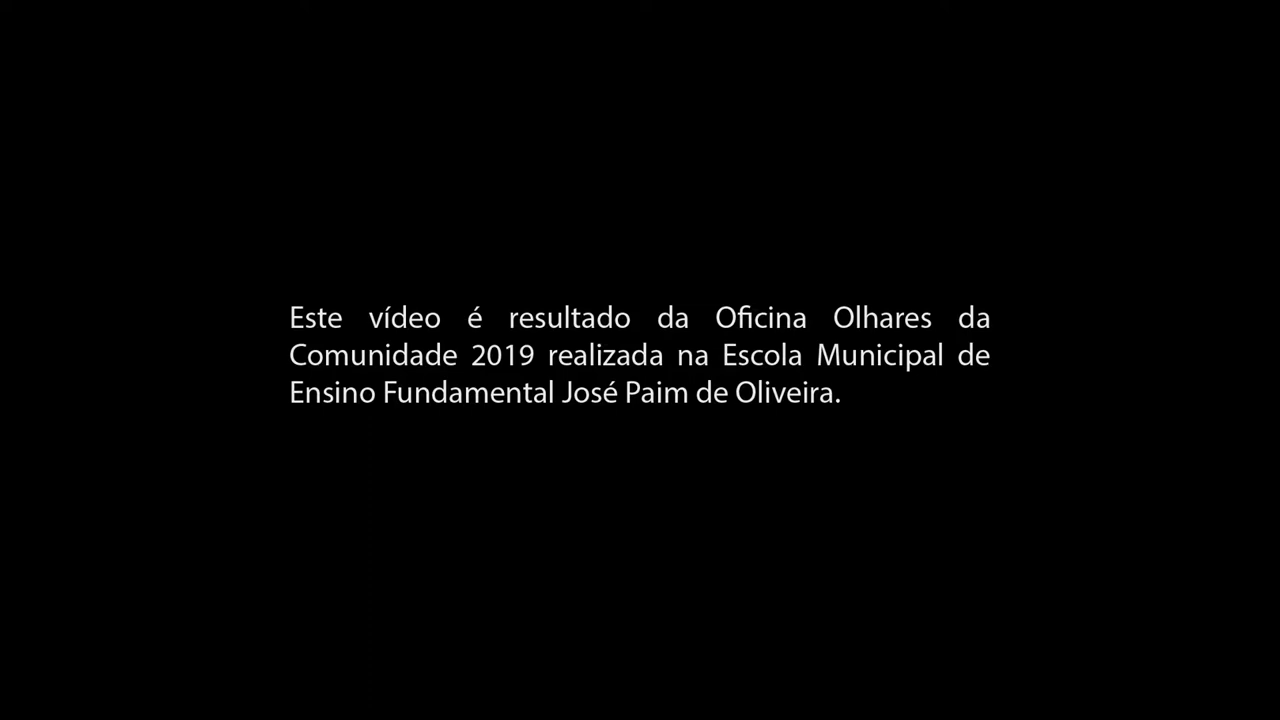 Este vídeo é resultado da Oficina Olhares da
Comunidade 2019 realizada na Escola Municipal de
Ensino Fundamental José Paim de Oliveira.